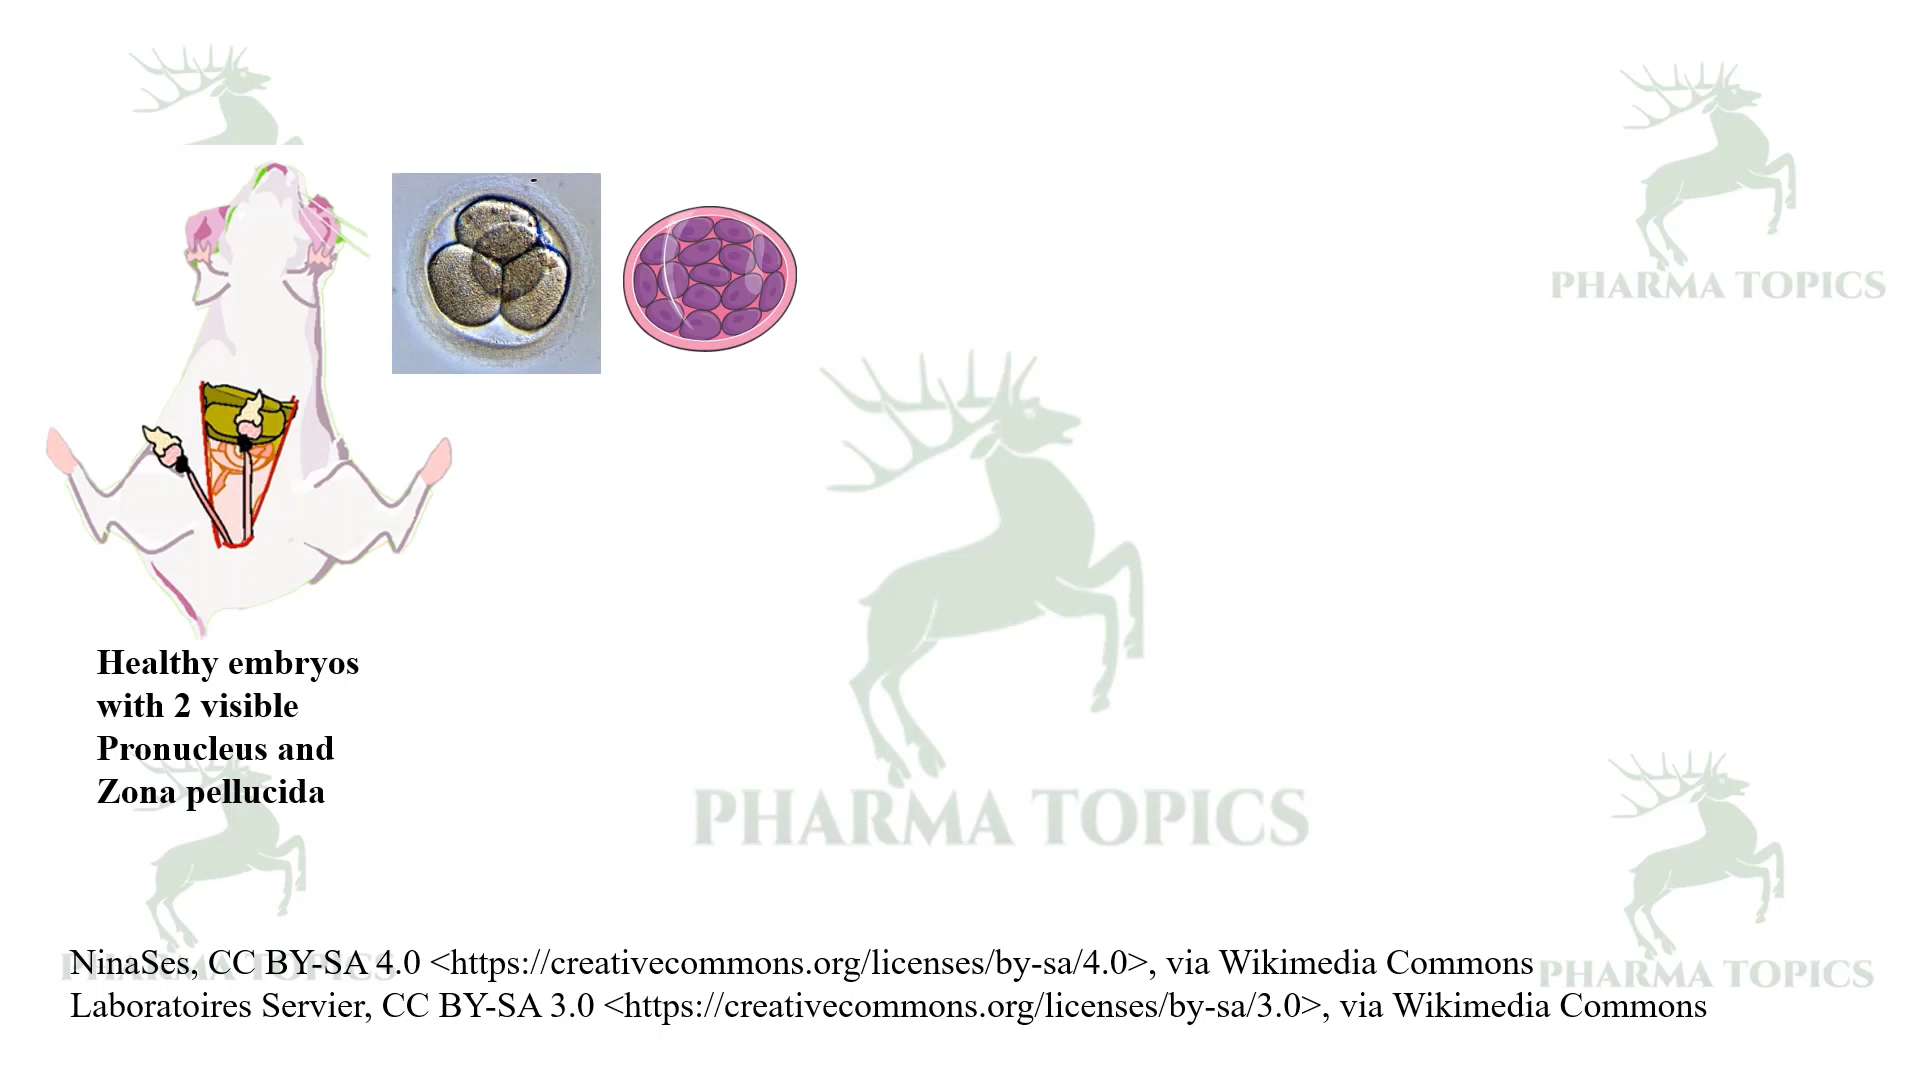 PHARMA TOPICS
Healthy embryos
with 2 visible
Pronucleus and
Zona pellucida
PHARMA TOPICS
NinaSes, CC BY-SA 4.0 <https://creativecommons.org/licenses/by-sa/4.0>, via Wikimedia Commons
PHARMA TOPICS
PHARMA TOPICS
Laboratoires Servier, CC BY-SA 3.0 <https://creativecommons.org/licenses/by-sa/3.0>, via Wikimedia Commons